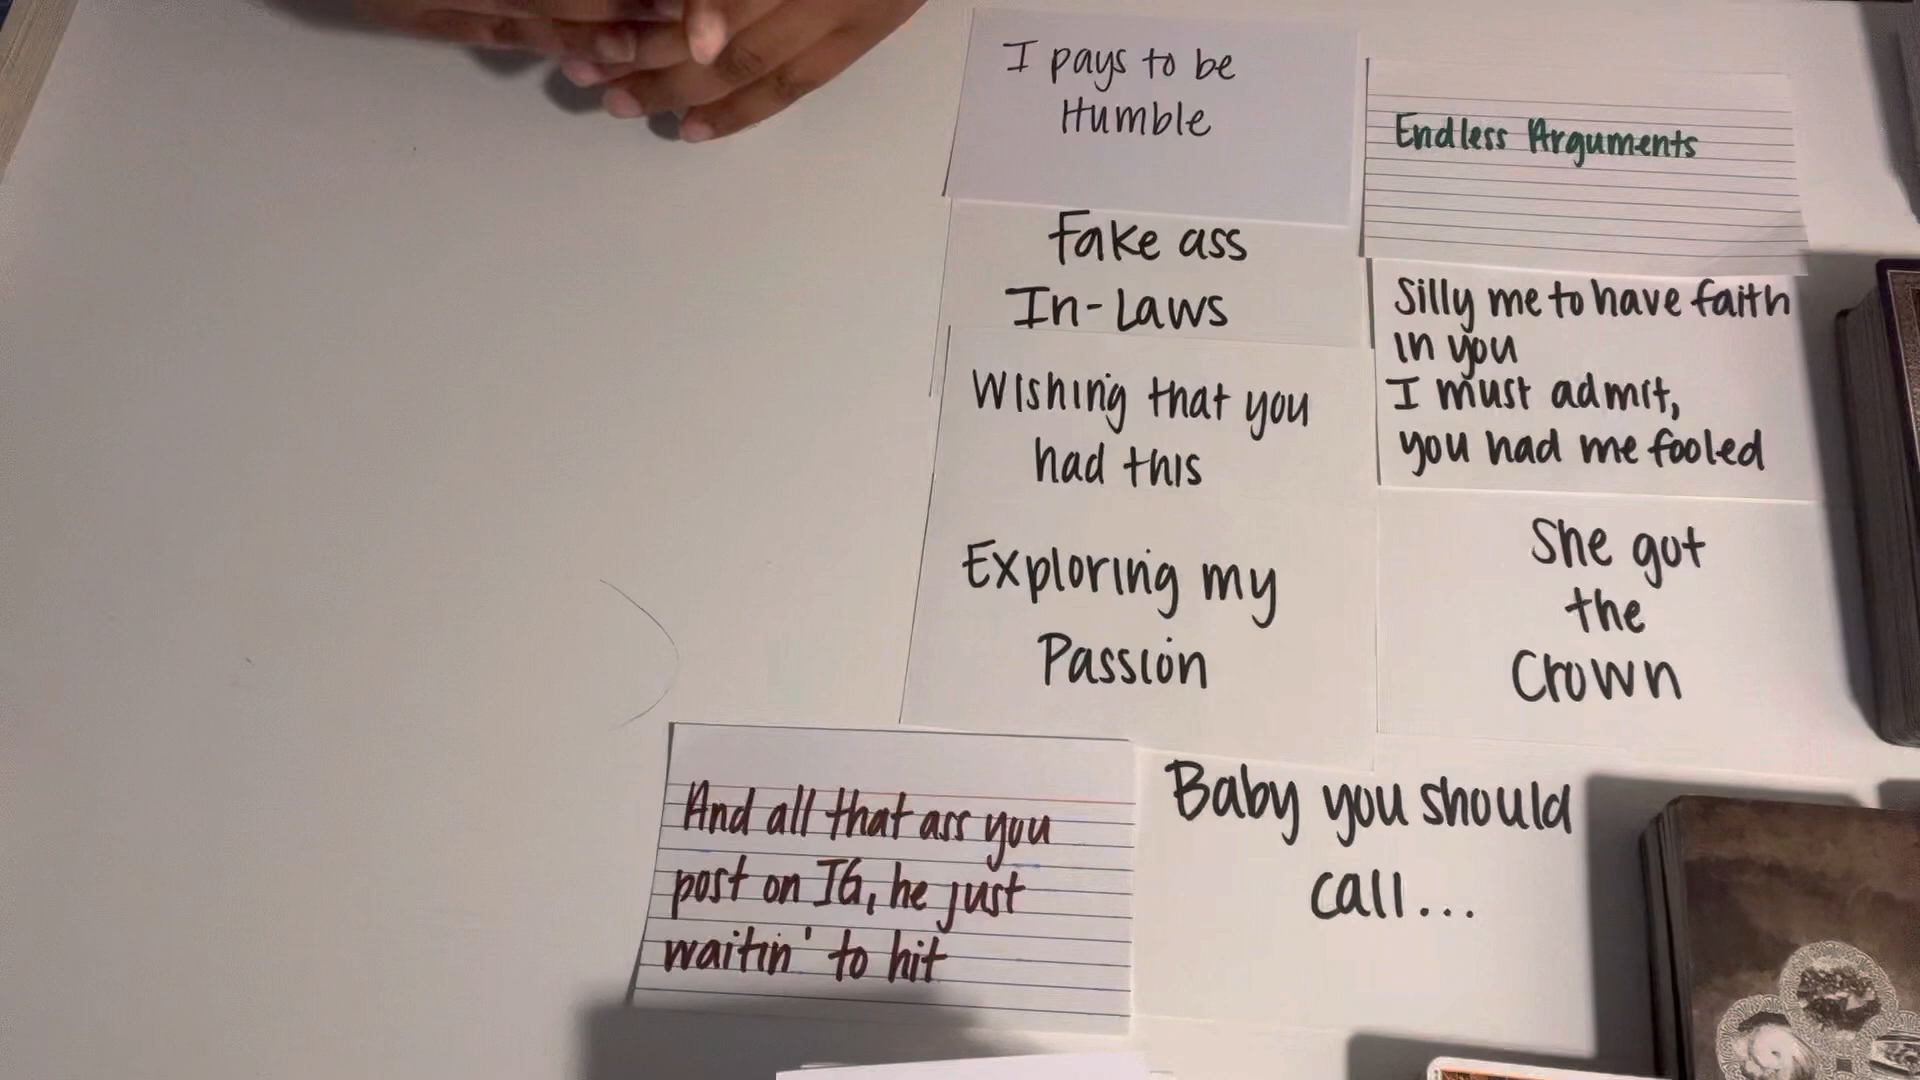 I pays to be
Humble
Endless Arguments
Fake ass
In-Laws
Silly me to have faith
in you
I must admit,
you had me fooled
Wishing that you
had this
Exploring my
Passion
She got
the
Crown
And all that ass you
post on IG, he just
waitin' to hit
Baby you should
call...